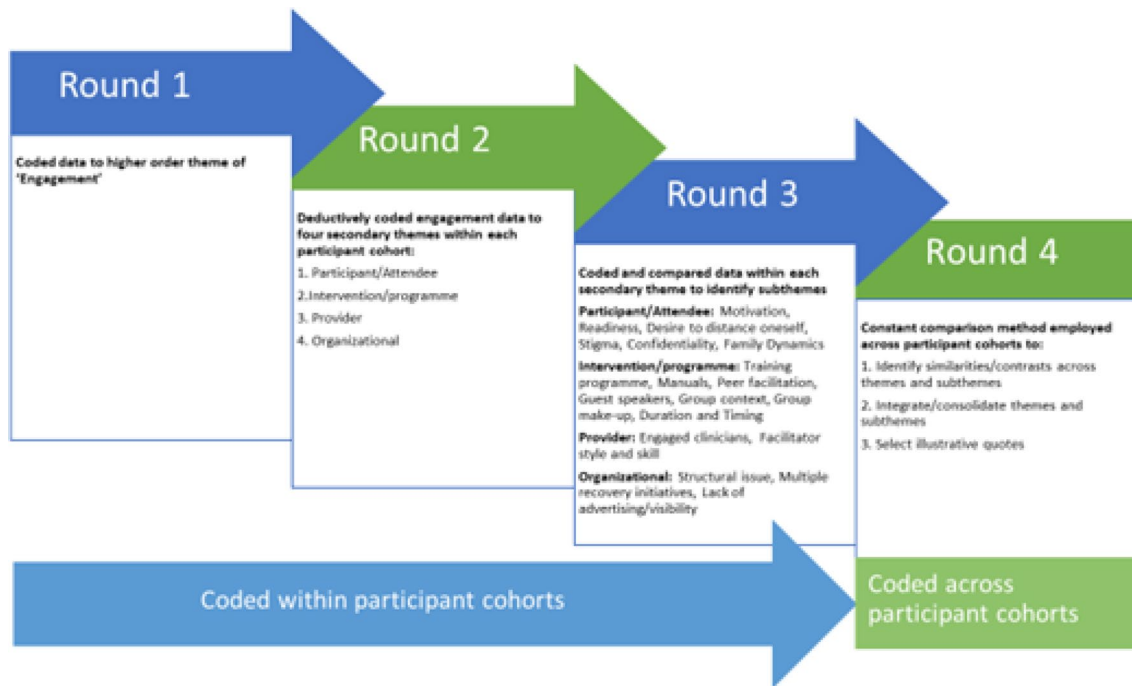 Round 1
Coded data to higher order theme of
'Engagement'
Round 2
Deductively coded engagement data to
four secondary themes within each
participant cohort:
1. Participant/Attendee
2.Intervention/programme
3. Provider
4. Organizational
Round 3
Coded and compared data within each
secondary theme to identify subthemes
Participant/Attendee: Motivation,
Readiness, Desire to distance oneself,
Stigma, Confidentiality, Family Dynamics
Intervention/programme: Training
programme, Manuals, Peer facilitation,
Guest speakers, Group context, Group
make-up, Duration and Timing
Provider: Engaged clinicians, Facilitator
style and skill
Organizational: Structural issue, Multiple
recovery initiatives, Lack of
advertising/visibility
Round 4
Constant comparison method employed
across participant cohorts to:
1. Identify similarities/contrasts across
themes and subthemes
2. Integrate/consolidate themes and
subthemes
3. Select illustrative quotes
Coded within participant cohorts
Coded across
participant cohorts